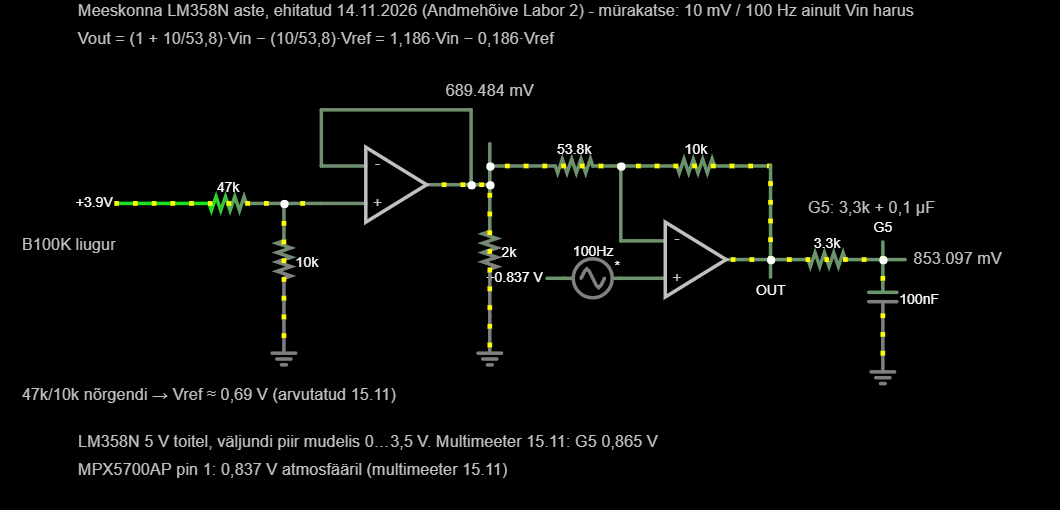 Meeskonna LM358N aste, ehitatud 14.11.2026 (Andmehõive Labor 2) - mürakatse: 10 mV / 100 Hz ainult Vin harus
Vout = (1 + 10/53,8)·Vin − (10/53,8)·Vref = 1,186·Vin − 0,186·Vref
689.484 mV
53.8k
10k
-
47k
+3.9V
+
G5: 3,3k + 0,1 µF
G5
-
B100K liugur
100Hz
*
3.3k
853.097 mV
10k
2k
+0.837 V
+
OUT
100nF
47k/10k nõrgendi → Vref ≈ 0,69 V (arvutatud 15.11)
LM358N 5 V toitel, väljundi piir mudelis 0…3,5 V. Multimeeter 15.11: G5 0,865 V
MPX5700AP pin 1: 0,837 V atmosfääril (multimeeter 15.11)